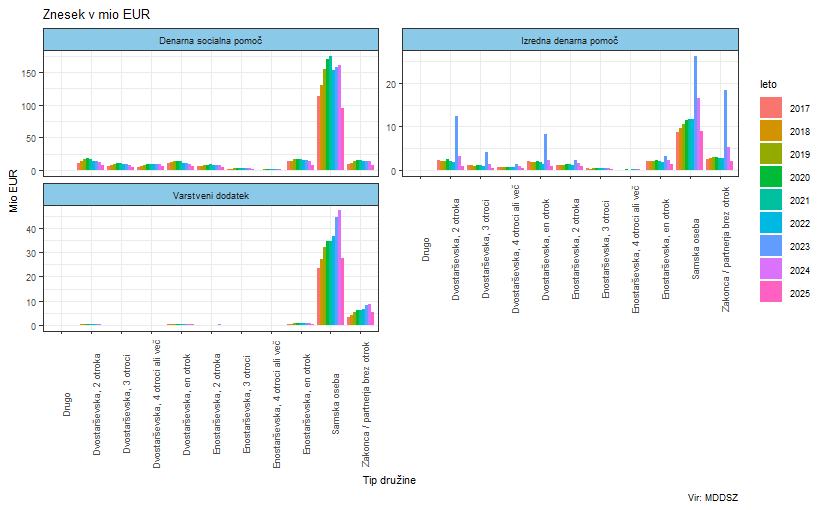 Znesek v mio EUR
Denarna socialna pomoč
Izredna denarna pomoč
150
100
50
0
20
10
0
Varstveni dodatek
40
30
20
10
0
Mio EUR
Drugo
Dvostarševska, 2 otroka
Dvostarševska, 3 otroci
Dvostarševska, 4 otroci ali več
Dvostarševska, en otrok
Enostarševska, 2 otroka
Enostarševska, 3 otroci
Enostarševska, 4 otroci ali več
Enostarševska, en otrok
Samska oseba
Zakonca / partnerja brez otrok
Drugo
Dvostarševska, 2 otroka
Dvostarševska, 3 otroci
Dvostarševska, 4 otroci ali več
Dvostarševska, en otrok
Enostarševska, 2 otroka
Enostarševska, 3 otroci
Enostarševska, 4 otroci ali več
Enostarševska, en otrok
Samska oseba
Zakonca / partnerja brez otrok
Tip družine
leto
2017
2018
2019
2020
2021
2022
2023
2024
2025
Vir: MDDSZ